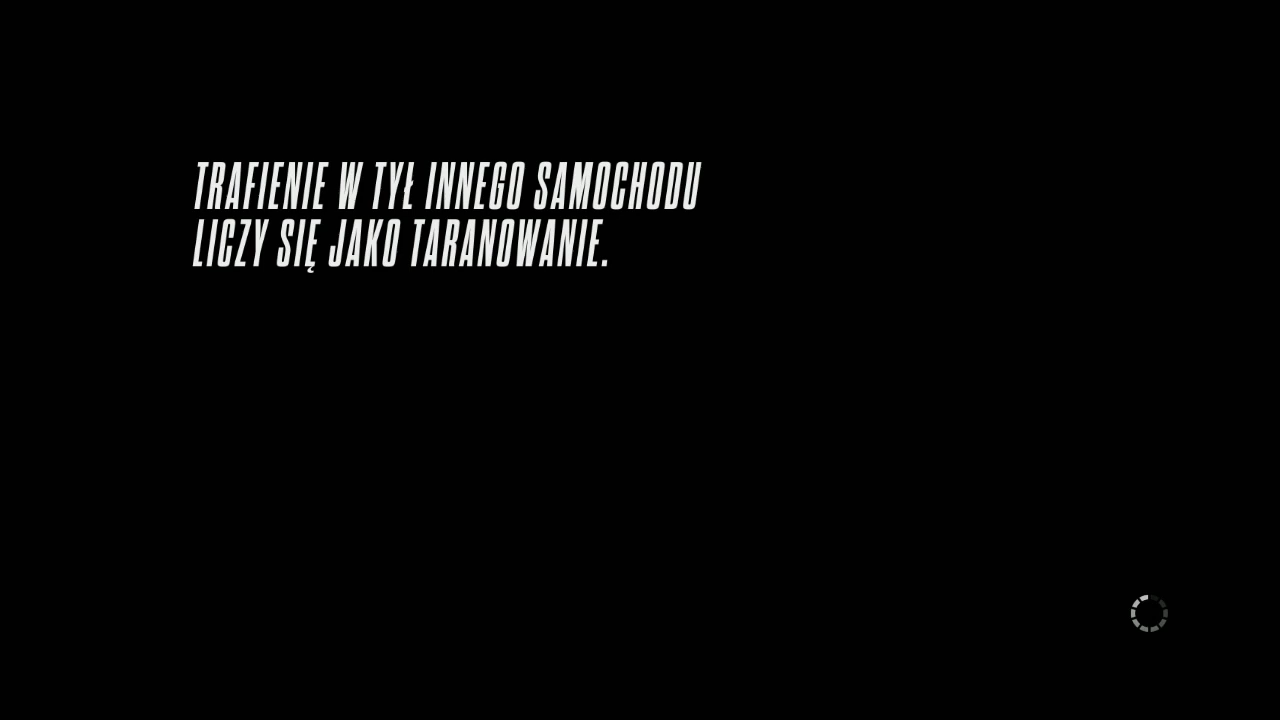 TRAFIENIE W TYŁ INNEGO SAMOCHODU
LICZY SIĘ JAKO TARANOWANIE.